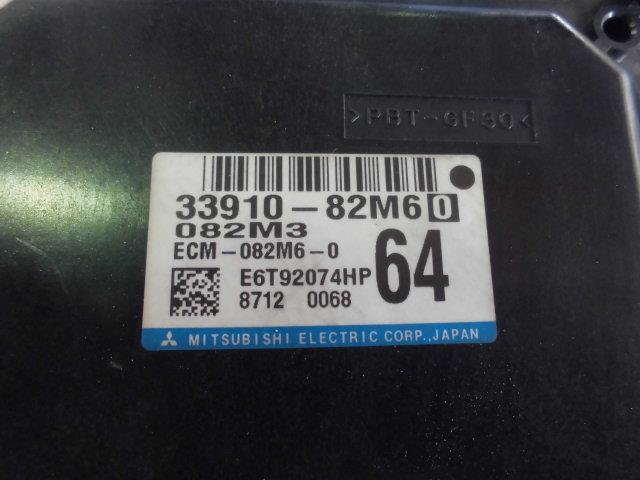 >PBT-GF30<
33910-82M60
082M3
ECM-082M6-0
64
E6T92074HP
8712 0068
MITSUBISHI ELECTRIC CORP.,JAPAN